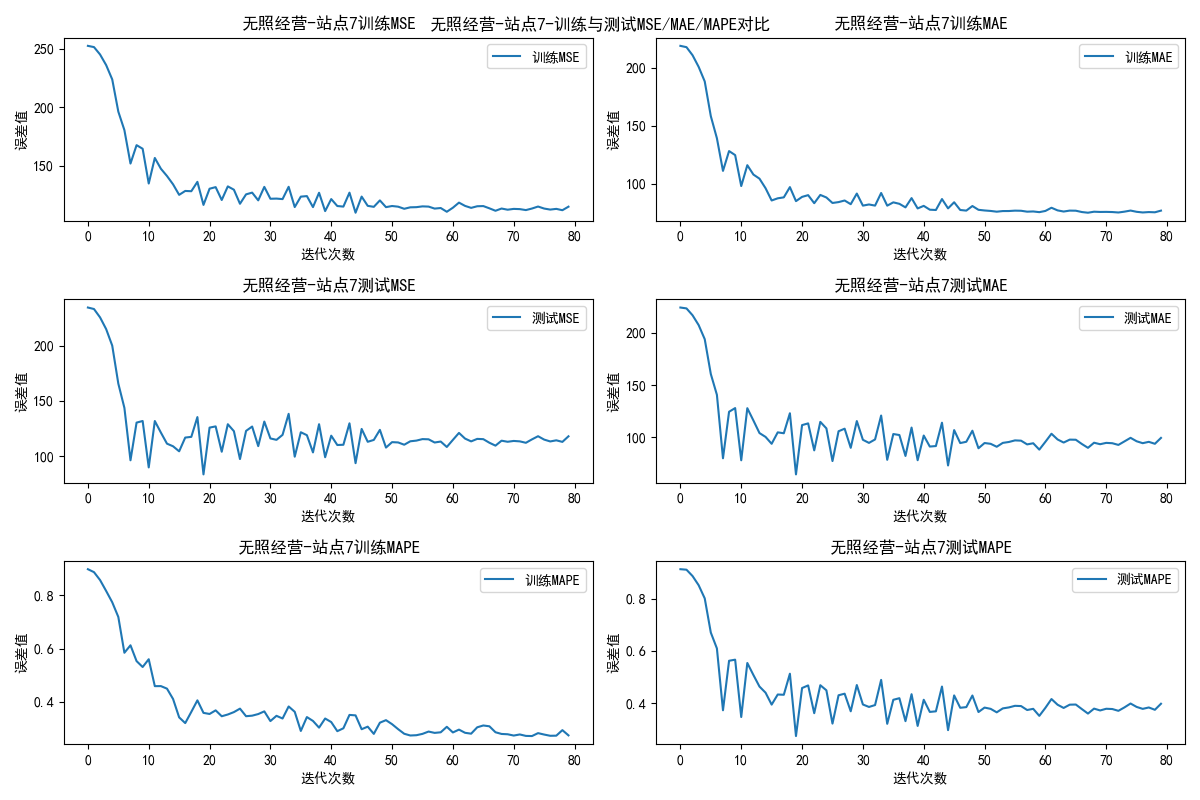 无照经营-站点7-训练与测试MSE/MAE/MAPE对比
无照经营-站点7训练MSE
训练MSE
误差值
250
200
150
0 10 20 30 40 50 60 70 80
迭代次数
无照经营-站点7训练MAE
训练MAE
误差值
200
150
100
0 10 20 30 40 50 60 70 80
迭代次数
无照经营-站点7测试MSE
测试MSE
误差值
200
150
100
0 10 20 30 40 50 60 70 80
迭代次数
无照经营-站点7测试MAE
测试MAE
误差值
200
150
100
0 10 20 30 40 50 60 70 80
迭代次数
无照经营-站点7训练MAPE
训练MAPE
误差值
0.8
0.6
0.4
0 10 20 30 40 50 60 70 80
迭代次数
无照经营-站点7测试MAPE
测试MAPE
误差值
0.8
0.6
0.4
0 10 20 30 40 50 60 70 80
迭代次数